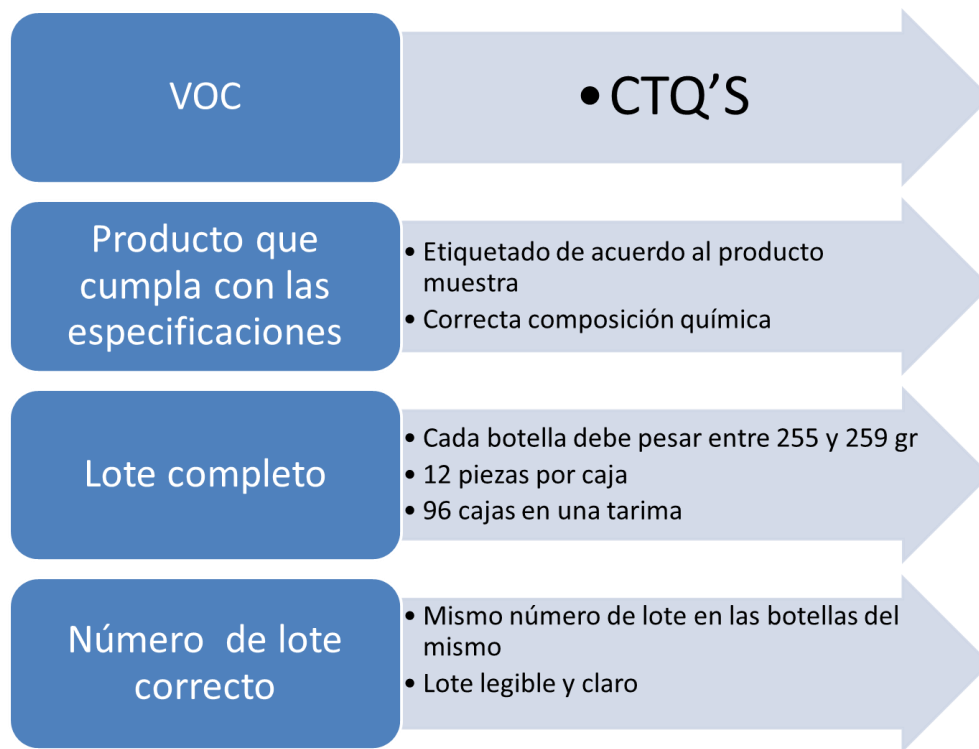 VOC
• CTQ’S
Producto que
cumpla con las
especificaciones
• Etiquetado de acuerdo al producto
muestra
• Correcta composición química
Lote completo
• Cada botella debe pesar entre 255 y 259 gr
• 12 piezas por caja
• 96 cajas en una tarima
Número  de lote
correcto
• Mismo número de lote en las botellas del
mismo
• Lote legible y claro